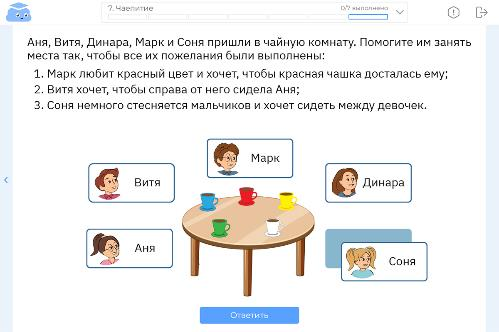 7. Чаепитие
0/7 выполнено
Аня, Витя, Динара, Марк и Соня пришли в чайную комнату. Помогите им занять
места так, чтобы все их пожелания были выполнены:
1. Марк любит красный цвет и хочет, чтобы красная чашка досталась ему;
2. Витя хочет, чтобы справа от него сидела Аня;
3. Соня немного стесняется мальчиков и хочет сидеть между девочек.
Марк
Витя
Динара
Аня
Соня
Ответить